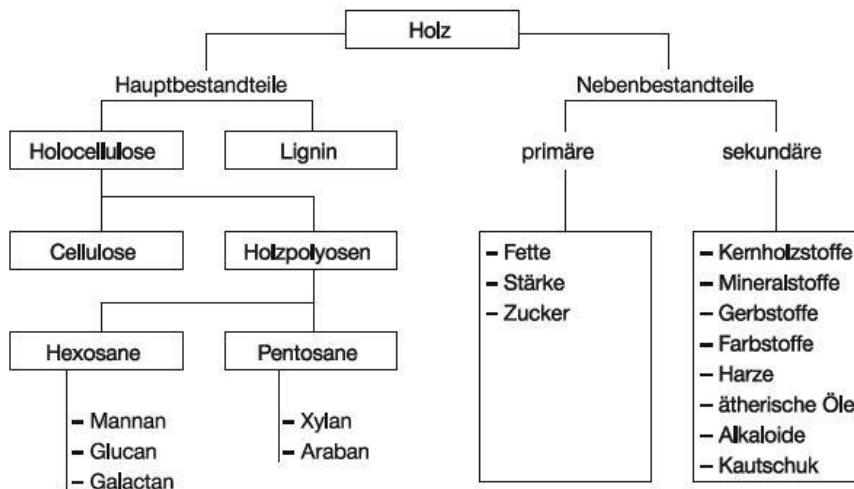 Holz
Hauptbestandteile
Nebenbestandteile
Holocellulose
Lignin
primäre
sekundäre
Cellulose
Holzpolyosen
Hexosane
Pentosane
– Mannan
– Glucan
– Galactan
– Xylan
– Araban
– Fette
– Stärke
– Zucker
– Kernholzstoffe
– Mineralstoffe
– Gerbstoffe
– Farbstoffe
– Harze
– ätherische Öle
– Alkaloide
– Kautschuk